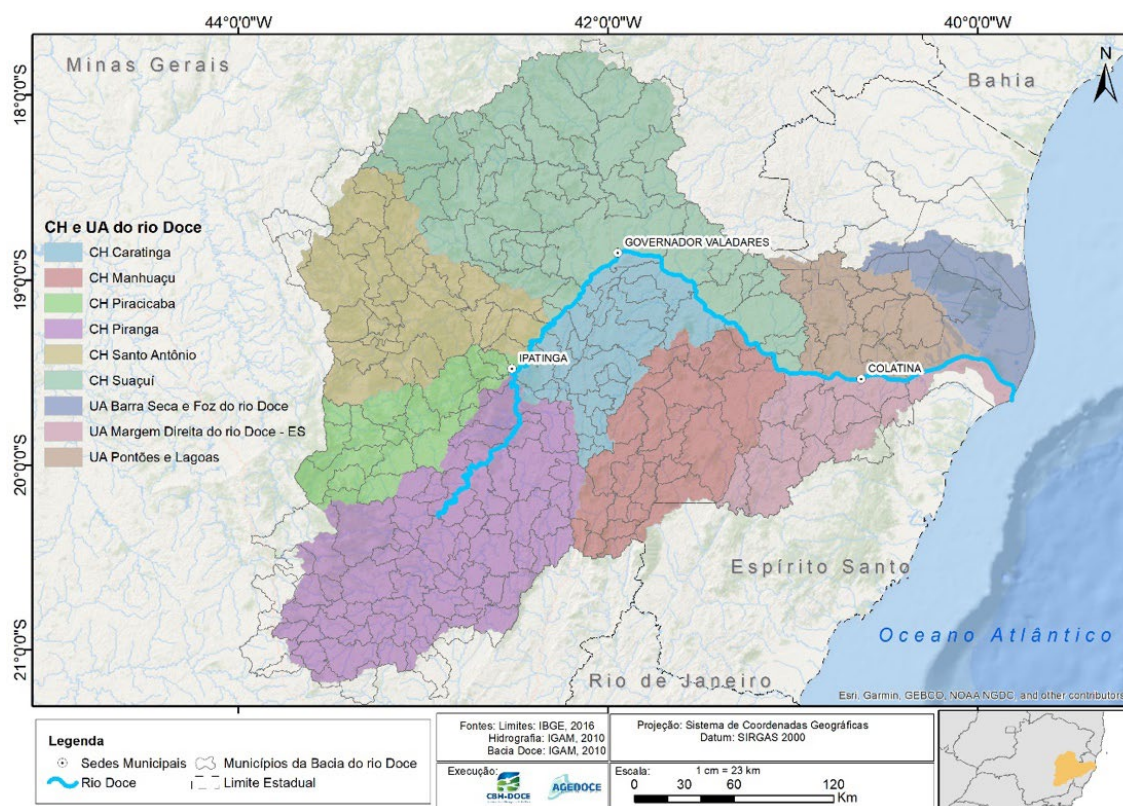 44°0'0"W
42°0'0"W
40°0'0"W
18°0'0"S
19°0'0"S
20°0'0"S
21°0'0"S
Minas Gerais
Bahia
N
CH e UA do rio Doce
CH Caratinga
CH Manhuaçu
CH Piracicaba
CH Piranga
CH Santo Antônio
CH Suaçuí
UA Barra Seca e Foz do rio Doce
UA Margem Direita do rio Doce - ES
UA Pontões e Lagoas
GOVERNADOR VALADARES
IPATINGA
COLATINA
Espírito Santo
Oceano Atlântico
Rio de Janeiro
Esri, Garmin, GEBCO, NOAA NGDC, and other contributors
Legenda
Sedes Municipais
Municípios da Bacia do rio Doce
Rio Doce
Limite Estadual
Fontes: Limites: IBGE, 2016
Hidrografia: IGAM, 2010
Bacia Doce: IGAM, 2010
Execução:
CBH-DOCE
AGEDOCE
Projeção: Sistema de Coordenadas Geográficas
Datum: SIRGAS 2000
Escala: 1 cm = 23 km
0 30 60 120
Km